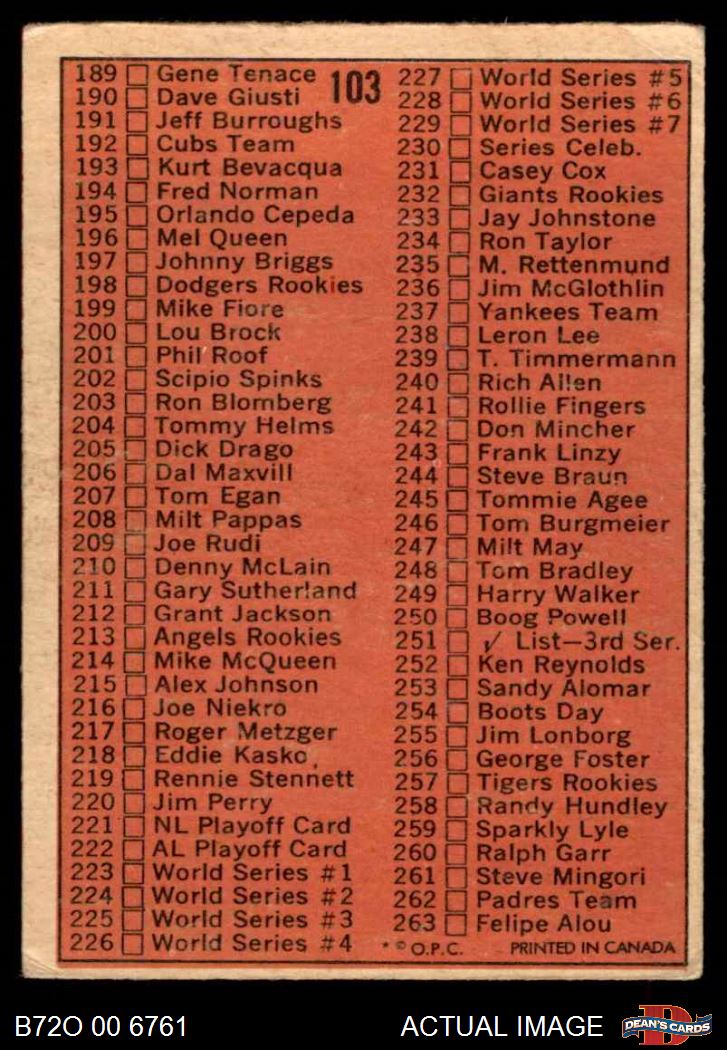 103
189 Gene Tenace
190 Dave Giusti
191 Jeff Burroughs
192 Cubs Team
193 Kurt Bevacqua
194 Fred Norman
195 Orlando Cepeda
196 Mel Queen
197 Johnny Briggs
198 Dodgers Rookies
199 Mike Fiore
200 Lou Brock
201 Phil Roof
202 Scipio Spinks
203 Ron Blomberg
204 Tommy Helms
205 Dick Drago
206 Dal Maxvill
207 Tom Egan
208 Milt Pappas
209 Joe Rudi
210 Denny McLain
211 Gary Sutherland
212 Grant Jackson
213 Angels Rookies
214 Mike McQueen
215 Alex Johnson
216 Joe Niekro
217 Roger Metzger
218 Eddie Kasko
219 Rennie Stennett
220 Jim Perry
221 NL Playoff Card
222 AL Playoff Card
223 World Series #1
224 World Series #2
225 World Series #3
226 World Series #4
227 World Series #5
228 World Series #6
229 World Series #7
230 Series Celeb.
231 Casey Cox
232 Giants Rookies
233 Jay Johnstone
234 Ron Taylor
235 M. Rettenmund
236 Jim McGlothlin
237 Yankees Team
238 Leron Lee
239 T. Timmermann
240 Rich Allen
241 Rollie Fingers
242 Don Mincher
243 Frank Linzy
244 Steve Braun
245 Tommie Agee
246 Tom Burgmeier
247 Milt May
248 Tom Bradley
249 Harry Walker
250 Boog Powell
251 √ List—3rd Ser.
252 Ken Reynolds
253 Sandy Alomar
254 Boots Day
255 Jim Lonborg
256 George Foster
257 Tigers Rookies
258 Randy Hundley
259 Sparkly Lyle
260 Ralph Garr
261 Steve Mingori
262 Padres Team
263 Felipe Alou
* © O.P.C. PRINTED IN CANADA
B72O 00 6761 ACTUAL IMAGE
D
DEAN'S CARDS